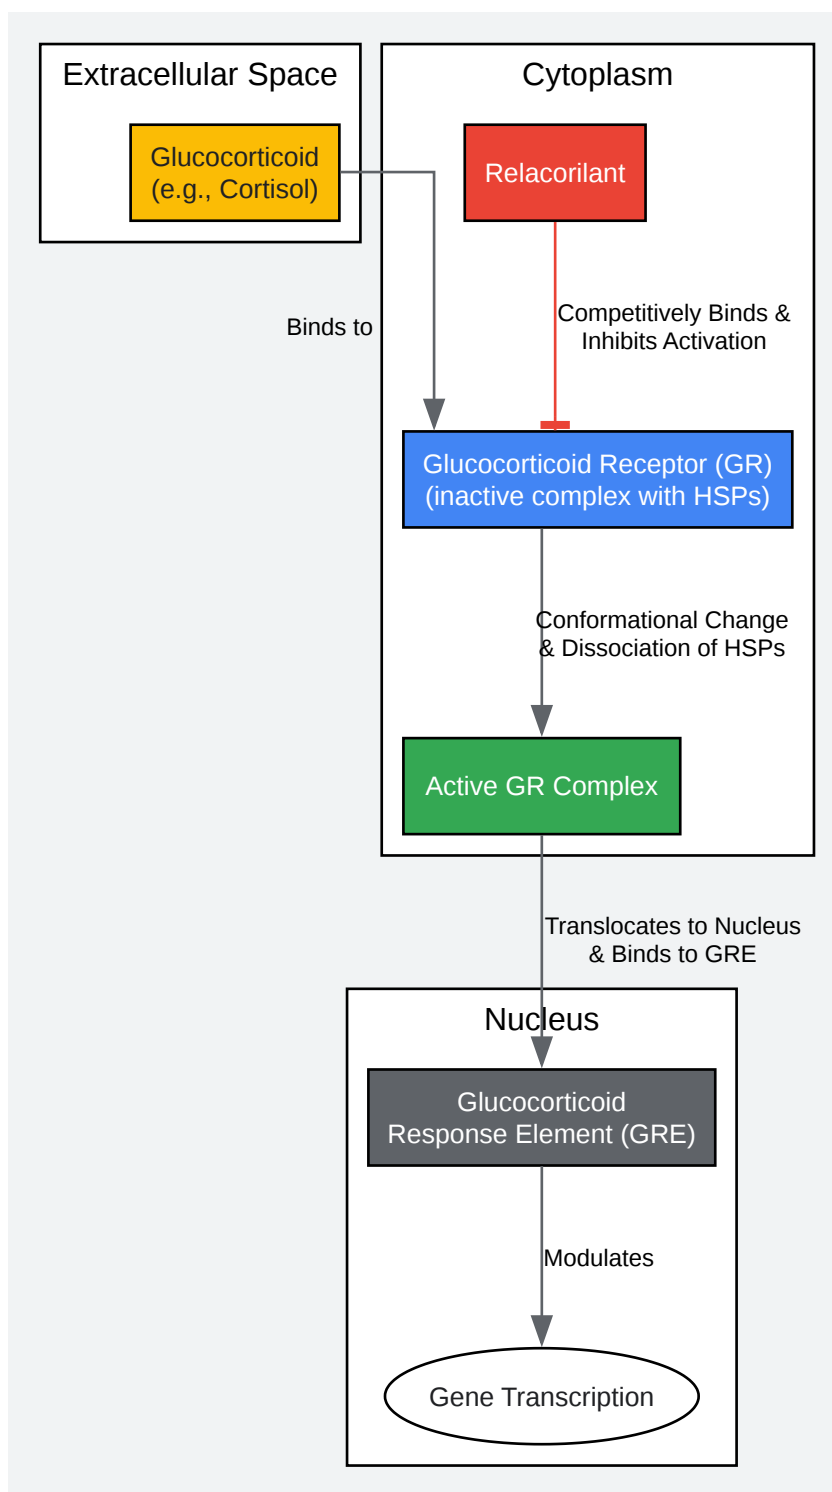 Extracellular Space
Cytoplasm
Glucocorticoid
(e.g., Cortisol)
Relacorilant
Binds to
Competitively Binds &
Inhibits Activation
Glucocorticoid Receptor (GR)
(inactive complex with HSPs)
Conformational Change
& Dissociation of HSPs
Active GR Complex
Translocates to Nucleus
& Binds to GRE
Nucleus
Glucocorticoid
Response Element (GRE)
Modulates
Gene Transcription